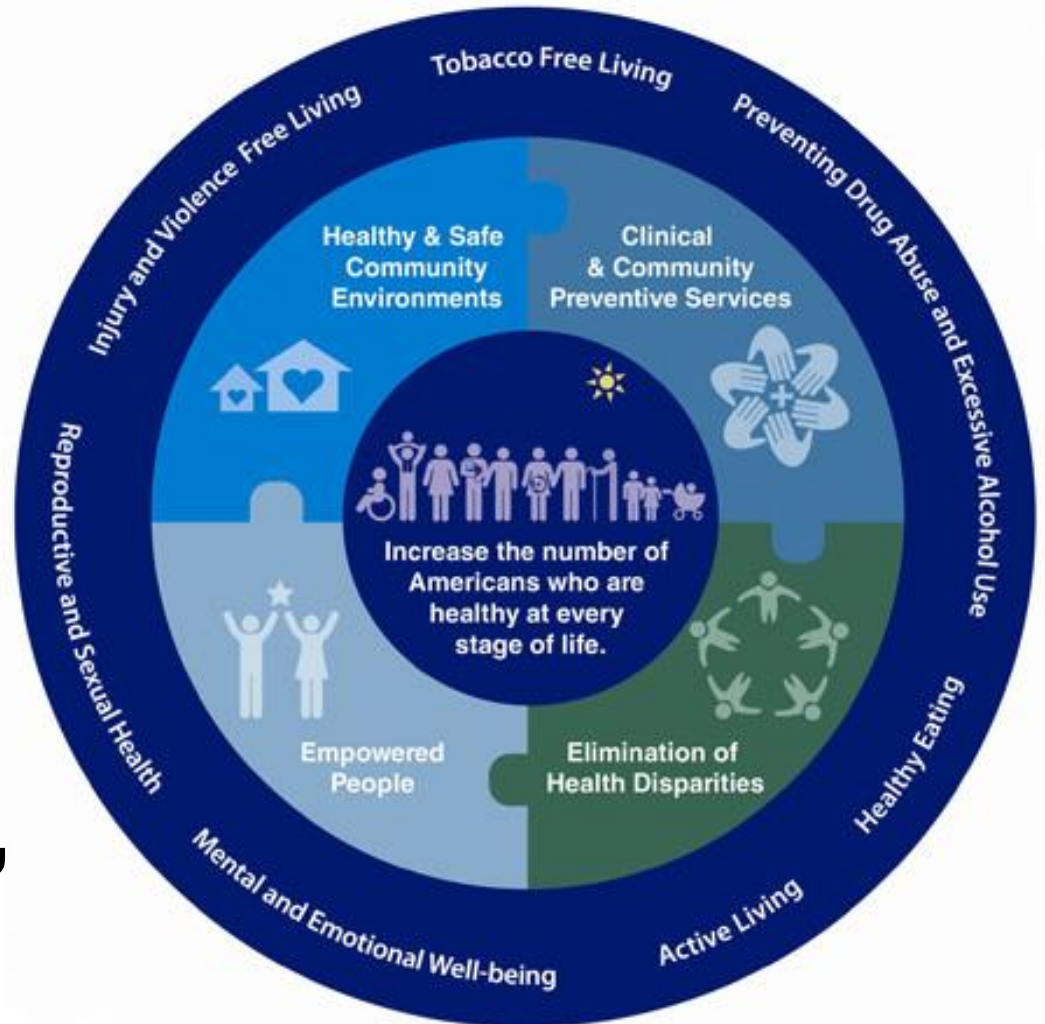 Tobacco Free Living
Preventing Drug Abuse and Excessive Alcohol Use
Healthy Eating
Active Living
Mental and Emotional Well-being
Reproductive and Sexual Health
Injury and Violence Free Living
Healthy & Safe
Community
Environments
Clinical
& Community
Preventive Services
Increase the number of
Americans who are
healthy at every
stage of life.
Empowered
People
Elimination of
Health Disparities